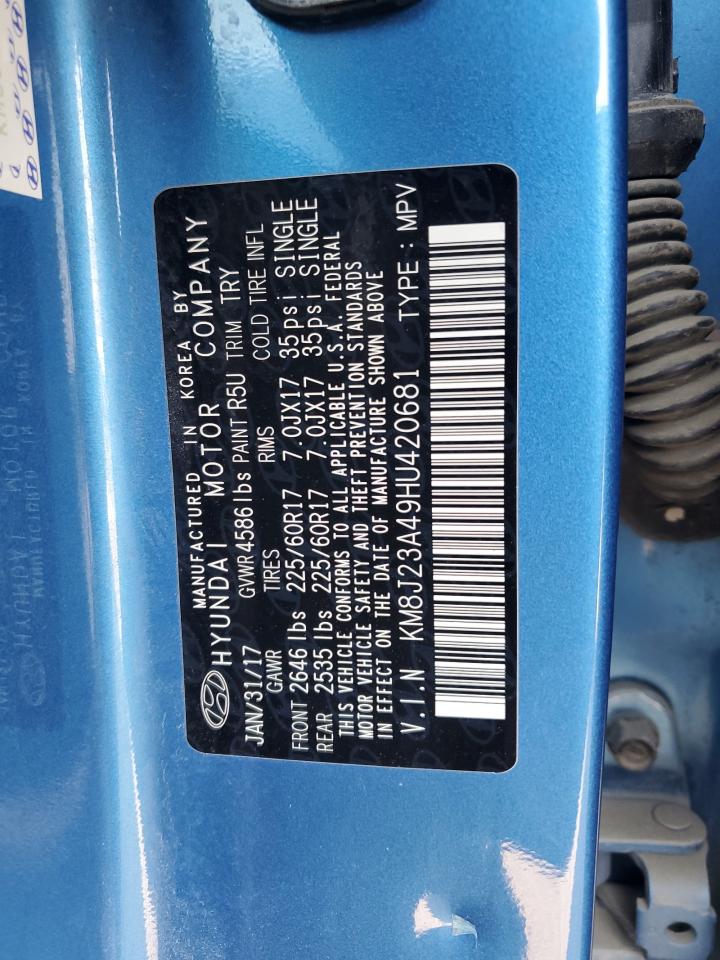 MANUFACTURED IN KOREA BY
HYUNDAI MOTOR COMPANY
JAN/31/17 GVWR4586lbs PAINT R5U TRIM TRY
GAWR TIRES RIMS COLD TIRE INFL
FRONT 2646 lbs 225/60R17 7.0JX17 35psi SINGLE
REAR 2535 lbs 225/60R17 7.0JX17 35psi SINGLE
THIS VEHICLE CONFORMS TO ALL APPLICABLE U.S.A. FEDERAL
MOTOR VEHICLE SAFETY AND THEFT PREVENTION STANDARDS
IN EFFECT ON THE DATE OF MANUFACTURE SHOWN ABOVE
V.I.N KM8J23A49HU420681 TYPE : MPV